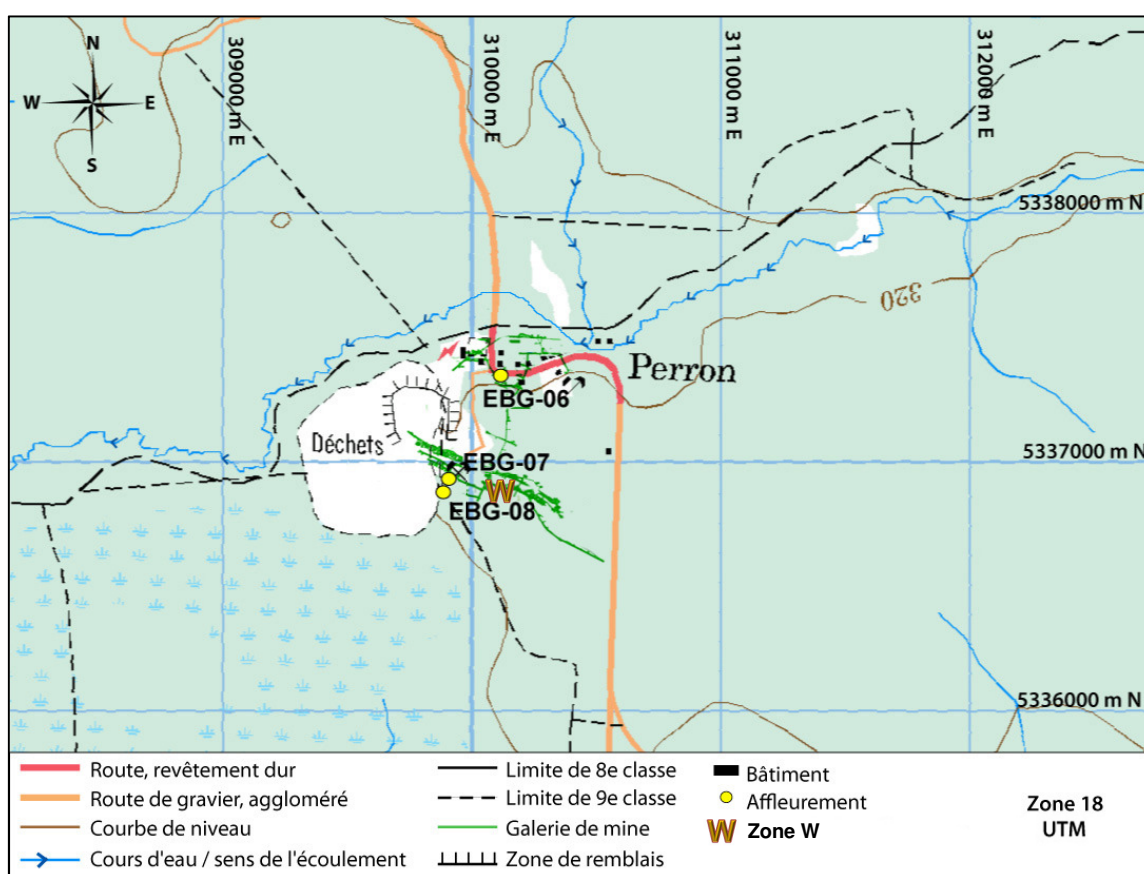 N
W E
S
309000 m E
310000 m E
311000 m E
312000 m E
5338000 m N
320
Perron
EBG-06
Déchets
EBG-07
5337000 m N
W
EBG-08
5336000 m N
Route, revêtement dur
Route de gravier, aggloméré
Courbe de niveau
Cours d'eau / sens de l'écoulement
Limite de 8e classe
Limite de 9e classe
Galerie de mine
Zone de remblais
Bâtiment
Affleurement
W Zone W
Zone 18
UTM